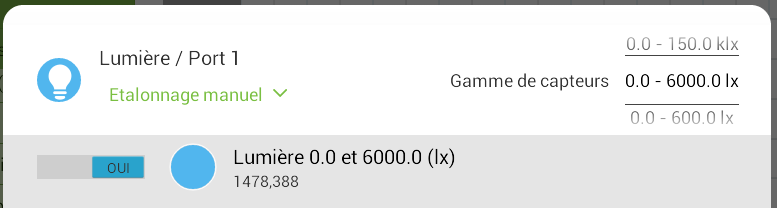 Lumière / Port 1
Etalonnage manuel
Gamme de capteurs
0.0 - 150.0 klx
0.0 - 6000.0 lx
0.0 - 600.0 lx
OUI
Lumière 0.0 et 6000.0 (lx)
1478,388